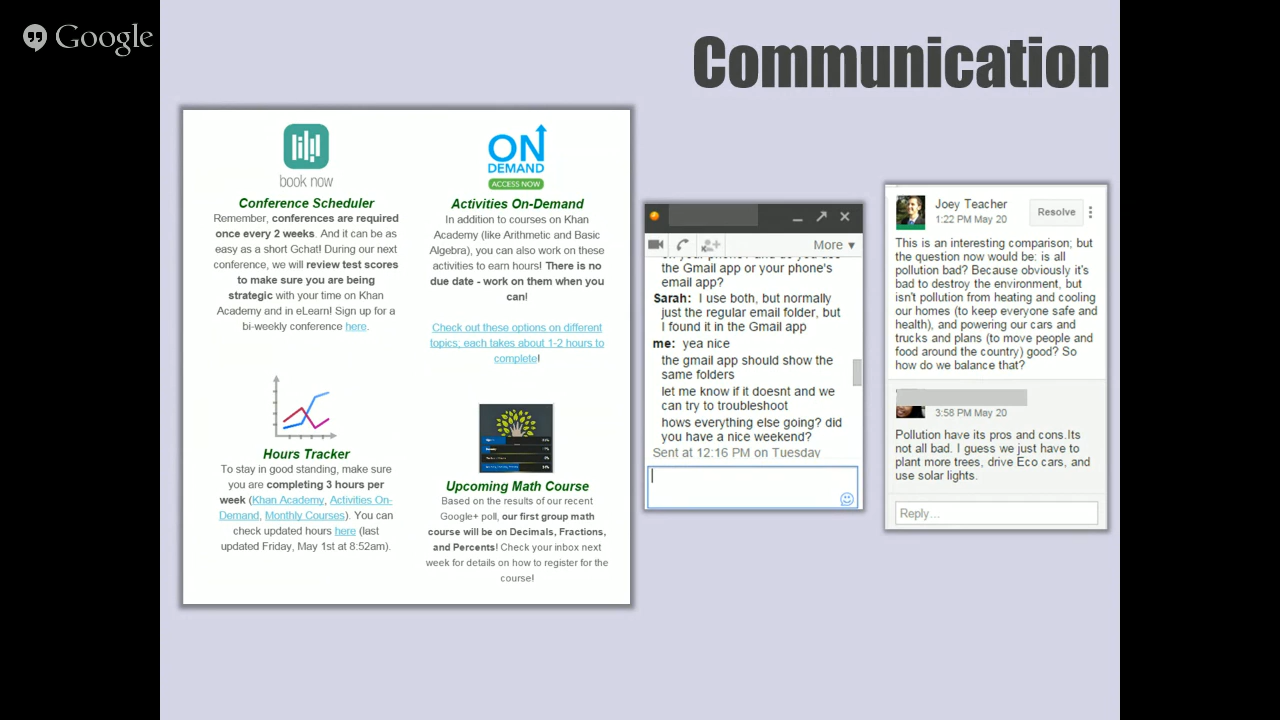 Google
Communication
book now
Conference Scheduler
Remember, conferences are required
once every 2 weeks. And it can be as
easy as a short Gchat! During our next
conference, we will review test scores
to make sure you are being
strategic with your time on Khan
Academy and in eLearn! Sign up for a
bi-weekly conference here.
ON
DEMAND
ACCESS NOW
Activities On-Demand
In addition to courses on Khan
Academy (like Arithmetic and Basic
Algebra), you can also work on these
activities to earn hours! There is no
due date - work on them when you
can!
Check out these options on different
topics; each takes about 1-2 hours to
complete!
Hours Tracker
To stay in good standing, make sure
you are completing 3 hours per
week (Khan Academy, Activities On-
Demand, Monthly Courses). You can
check updated hours here (last
updated Friday, May 1st at 8:52am).
Upcoming Math Course
Based on the results of our recent
Google+ poll, our first group math
course will be on Decimals, Fractions,
and Percents! Check your inbox next
week for details on how to register for the
course!
More
on your phone? and do you use
the Gmail app or your phone's
email app?
Sarah: I use both, but normally
just the regular email folder, but
I found it in the Gmail app
me: yea nice
the gmail app should show the
same folders
let me know if it doesnt and we
can try to troubleshoot
hows everything else going? did
you have a nice weekend?
Sent at 12:16 PM on Tuesday
Joey Teacher
1:22 PM May 20
Resolve
This is an interesting comparison; but
the question now would be: is all
pollution bad? Because obviously it's
bad to destroy the environment, but
isn't pollution from heating and cooling
our homes (to keep everyone safe and
health), and powering our cars and
trucks and plans (to move people and
food around the country) good? So
how do we balance that?
3:58 PM May 20
Pollution have its pros and cons.Its
not all bad. I guess we just have to
plant more trees, drive Eco cars, and
use solar lights.
Reply...